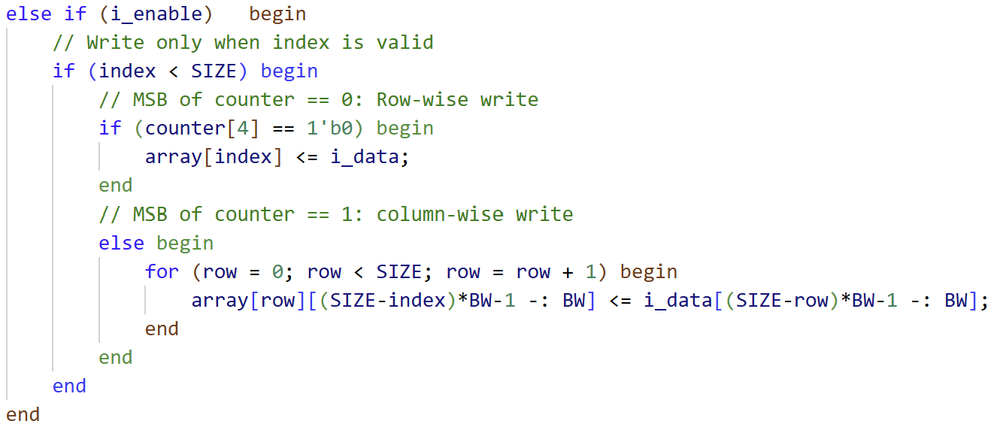 else if (i_enable)   begin
    // Write only when index is valid
    if (index < SIZE) begin
        // MSB of counter == 0: Row-wise write
        if (counter[4] == 1'b0) begin
            array[index] <= i_data;
        end
        // MSB of counter == 1: column-wise write
        else begin
            for (row = 0; row < SIZE; row = row + 1) begin
                array[row][(SIZE-index)*BW-1 -: BW] <= i_data[(SIZE-row)*BW-1 -: BW];
            end
        end
    end
end